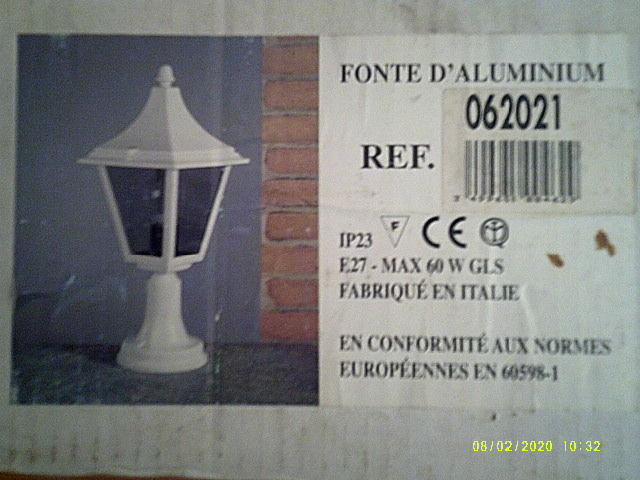 FONTE D'ALUMINIUM
062021
REF.
IP23 F CE
E27 - MAX 60 W GLS
FABRIQUÉ EN ITALIE
EN CONFORMITÉ AUX NORMES
EUROPÉENNES EN 60598-1
08/02/2020 10:32